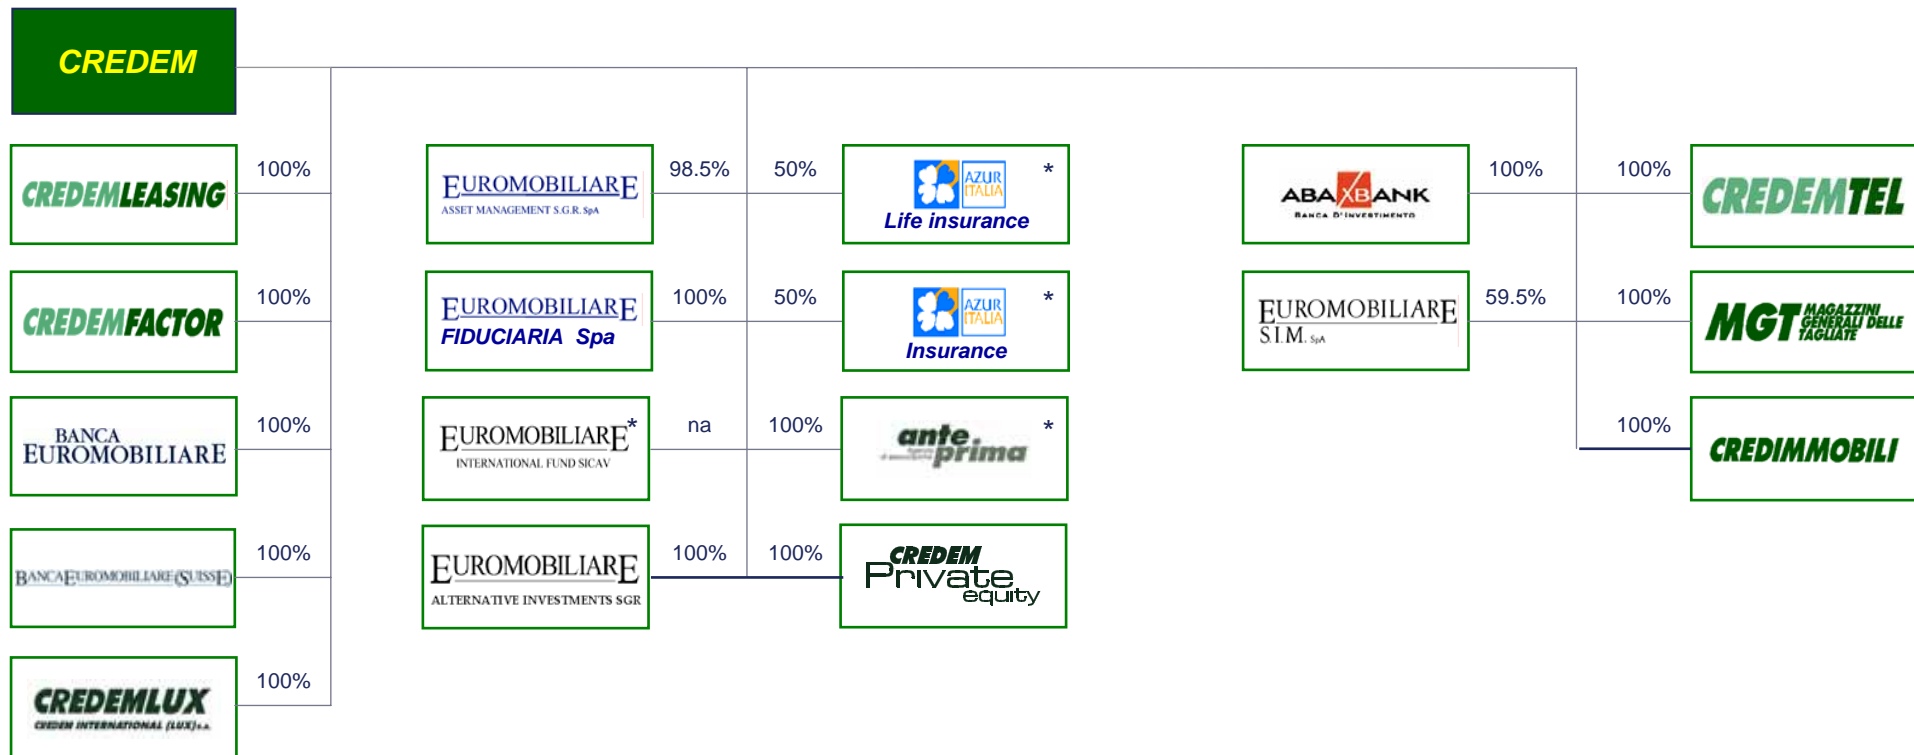 CREDEM
CREDEMLEASING
100%
CREDEMFACTOR
100%
BANCA
EUROMOBILIARE
100%
BANCA EUROMOBILIARE (SUISSE)
100%
CREDEMLUX
CREDEM INTERNATIONAL (LUX) s.a.
100%
EUROMOBILIARE
ASSET MANAGEMENT S.G.R. SpA
98.5%
EUROMOBILIARE
FIDUCIARIA Spa
100%
EUROMOBILIARE*
INTERNATIONAL FUND SICAV
na
EUROMOBILIARE
ALTERNATIVE INVESTMENTS SGR
100%
50%
AZUR
ITALIA
*
Life insurance
50%
AZUR
ITALIA
*
Insurance
100%
ante
prima
*
100%
CREDEM
Private
equity
ABAXBANK
BANCA D'INVESTIMENTO
100%
EUROMOBILIARE
S.I.M. SpA
59.5%
100%
CREDEMTEL
100%
MGT MAGAZZINI
GENERALI DELLE
TAGLIATE
100%
CREDIMMOBILI